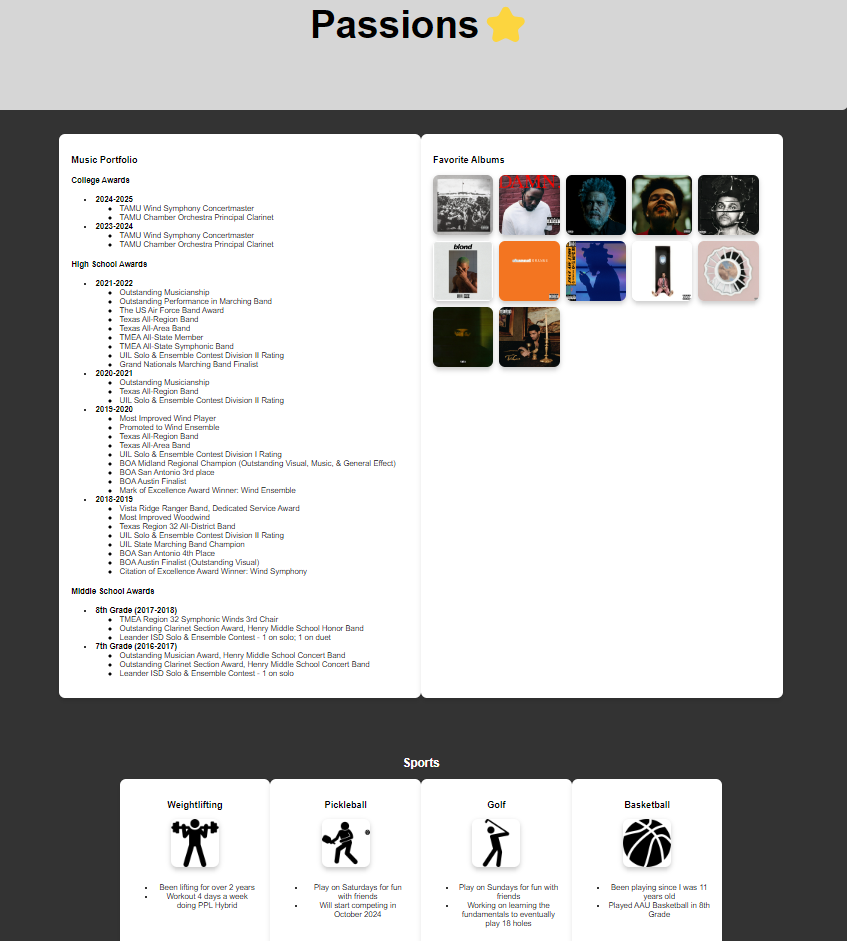 Passions
Music Portfolio
College Awards
2024-2025
TAMU Wind Symphony Concertmaster
TAMU Chamber Orchestra Principal Clarinet
2023-2024
TAMU Wind Symphony Concertmaster
TAMU Chamber Orchestra Principal Clarinet
High School Awards
2021-2022
Outstanding Musicianship
Outstanding Performance in Marching Band
The US Air Force Band Award
Texas All-Region Band
Texas All-Area Band
TMEA All-State Member
TMEA All-State Symphonic Band
UIL Solo & Ensemble Contest Division II Rating
Grand Nationals Marching Band Finalist
2020-2021
Outstanding Musicianship
Texas All-Region Band
UIL Solo & Ensemble Contest Division II Rating
2019-2020
Most Improved Wind Player
Promoted to Wind Ensemble
Texas All-Region Band
Texas All-Area Band
UIL Solo & Ensemble Contest Division I Rating
BOA Midland Regional Champion (Outstanding Visual, Music, & General Effect)
BOA San Antonio 3rd place
BOA Austin Finalist
Mark of Excellence Award Winner: Wind Ensemble
2018-2019
Vista Ridge Ranger Band, Dedicated Service Award
Most Improved Woodwind
Texas Region 32 All-District Band
UIL Solo & Ensemble Contest Division II Rating
UIL State Marching Band Champion
BOA San Antonio 4th Place
BOA Austin Finalist (Outstanding Visual)
Citation of Excellence Award Winner: Wind Symphony
Middle School Awards
8th Grade (2017-2018)
TMEA Region 32 Symphonic Winds 3rd Chair
Outstanding Clarinet Section Award, Henry Middle School Honor Band
Leander ISD Solo & Ensemble Contest - 1 on solo; 1 on duet
7th Grade (2016-2017)
Outstanding Musician Award, Henry Middle School Concert Band
Outstanding Clarinet Section Award, Henry Middle School Concert Band
Leander ISD Solo & Ensemble Contest - 1 on solo
Favorite Albums
DAMN.
blond
channel ORANGE
Sports
Weightlifting
Been lifting for over 2 years
Workout 4 days a week
doing PPL Hybrid
Pickleball
Play on Saturdays for fun
with friends
Will start competing in
October 2024
Golf
Play on Sundays for fun with
friends
Working on learning the
fundamentals to eventually
play 18 holes
Basketball
Been playing since I was 11
years old
Played AAU Basketball in 8th
Grade